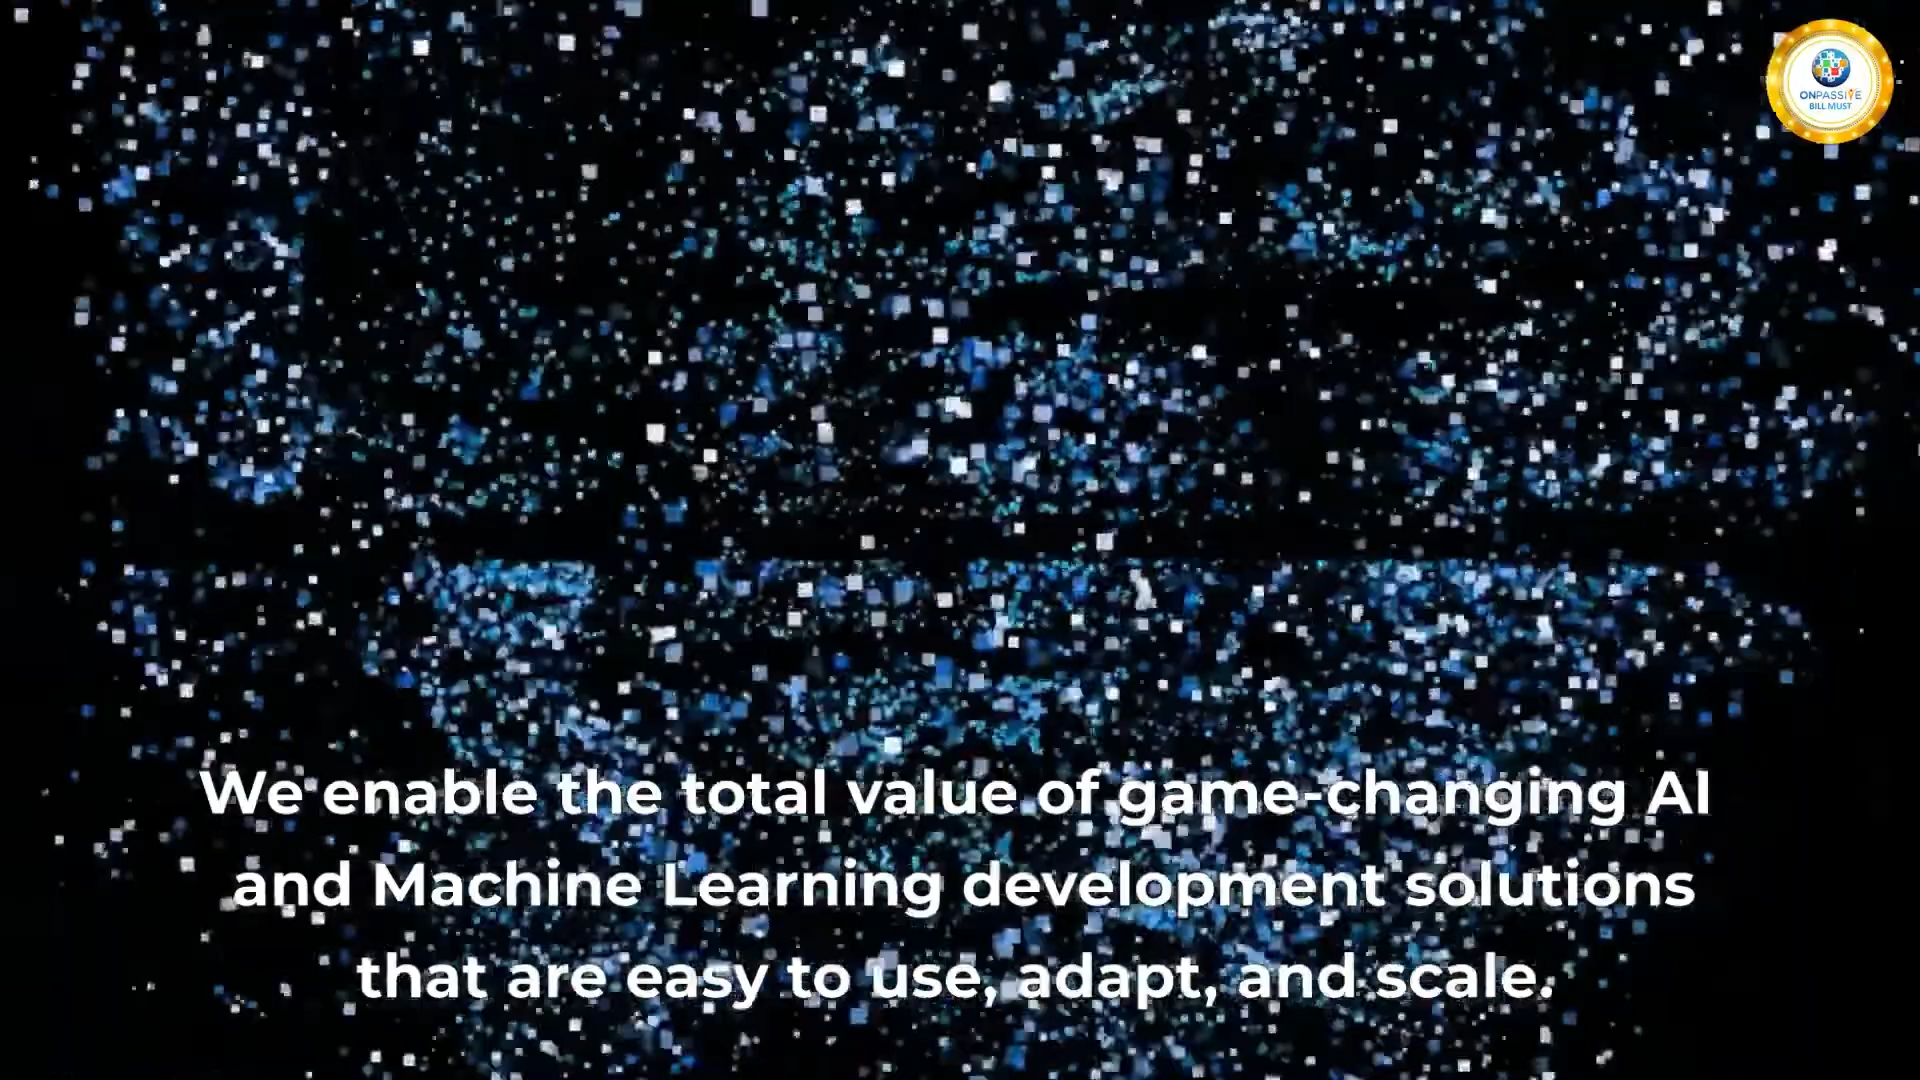 ONPASSIVE
BILL MUST
We enable the total value of game-changing AI
and Machine Learning development solutions
that are easy to use, adapt, and scale.